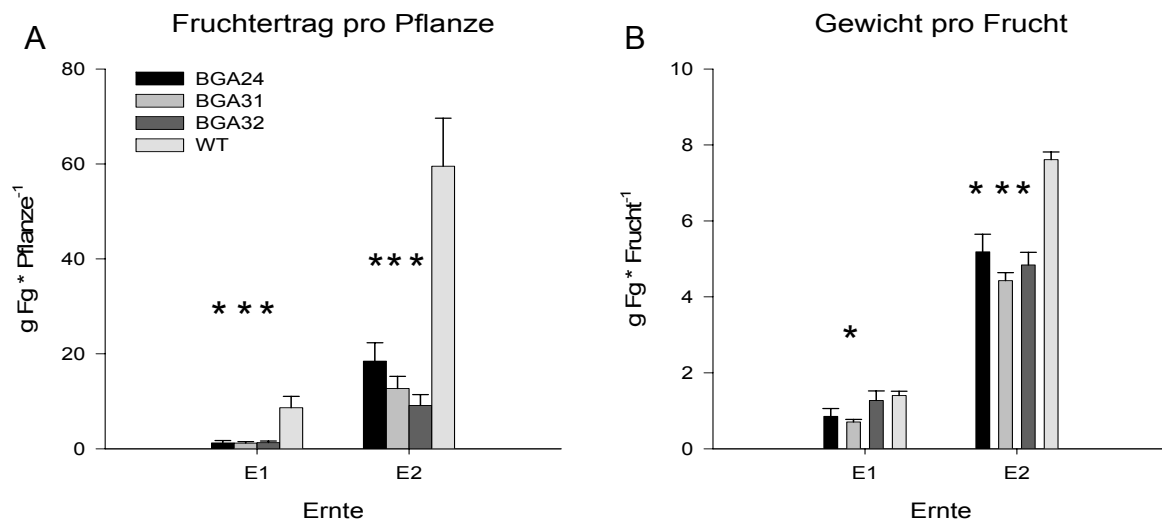 A
Fruchtertrag pro Pflanze
80
60
40
20
0
g Fg * Pflanze⁻¹
BGA24
BGA31
BGA32
WT
* * *
* * *
E1
E2
Ernte
B
Gewicht pro Frucht
10
8
6
4
2
0
g Fg * Frucht⁻¹
*
* * *
E1
E2
Ernte